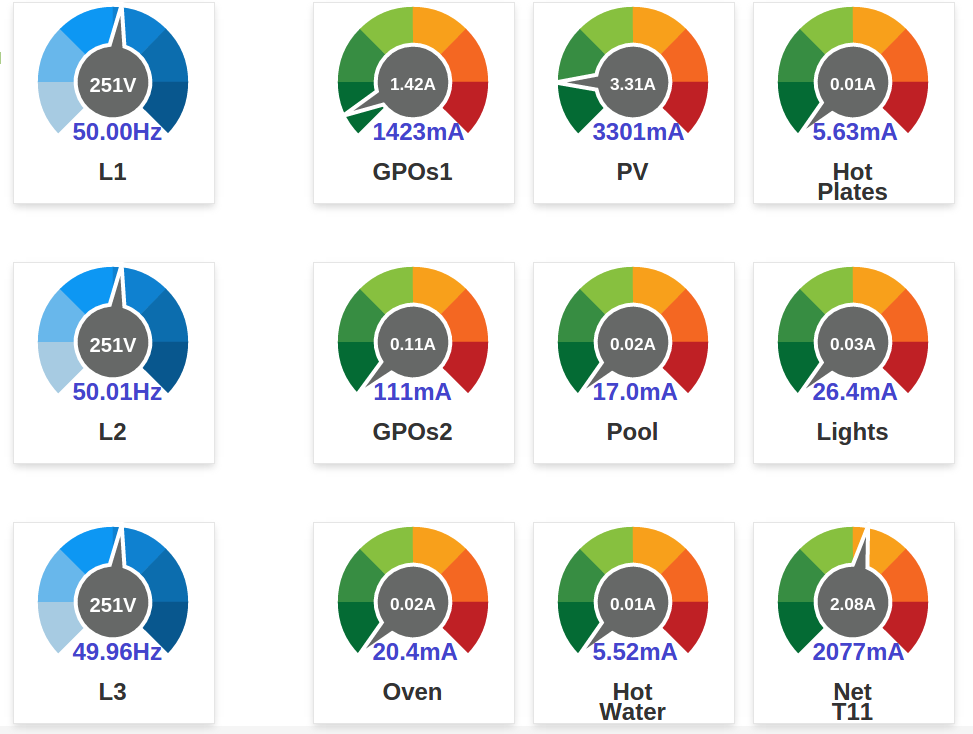 251V
50.00Hz
L1
1.42A
1423mA
GPOs1
3.31A
3301mA
PV
0.01A
5.63mA
Hot
Plates
251V
50.01Hz
L2
0.11A
111mA
GPOs2
0.02A
17.0mA
Pool
0.03A
26.4mA
Lights
251V
49.96Hz
L3
0.02A
20.4mA
Oven
0.01A
5.52mA
Hot
Water
2.08A
2077mA
Net
T11